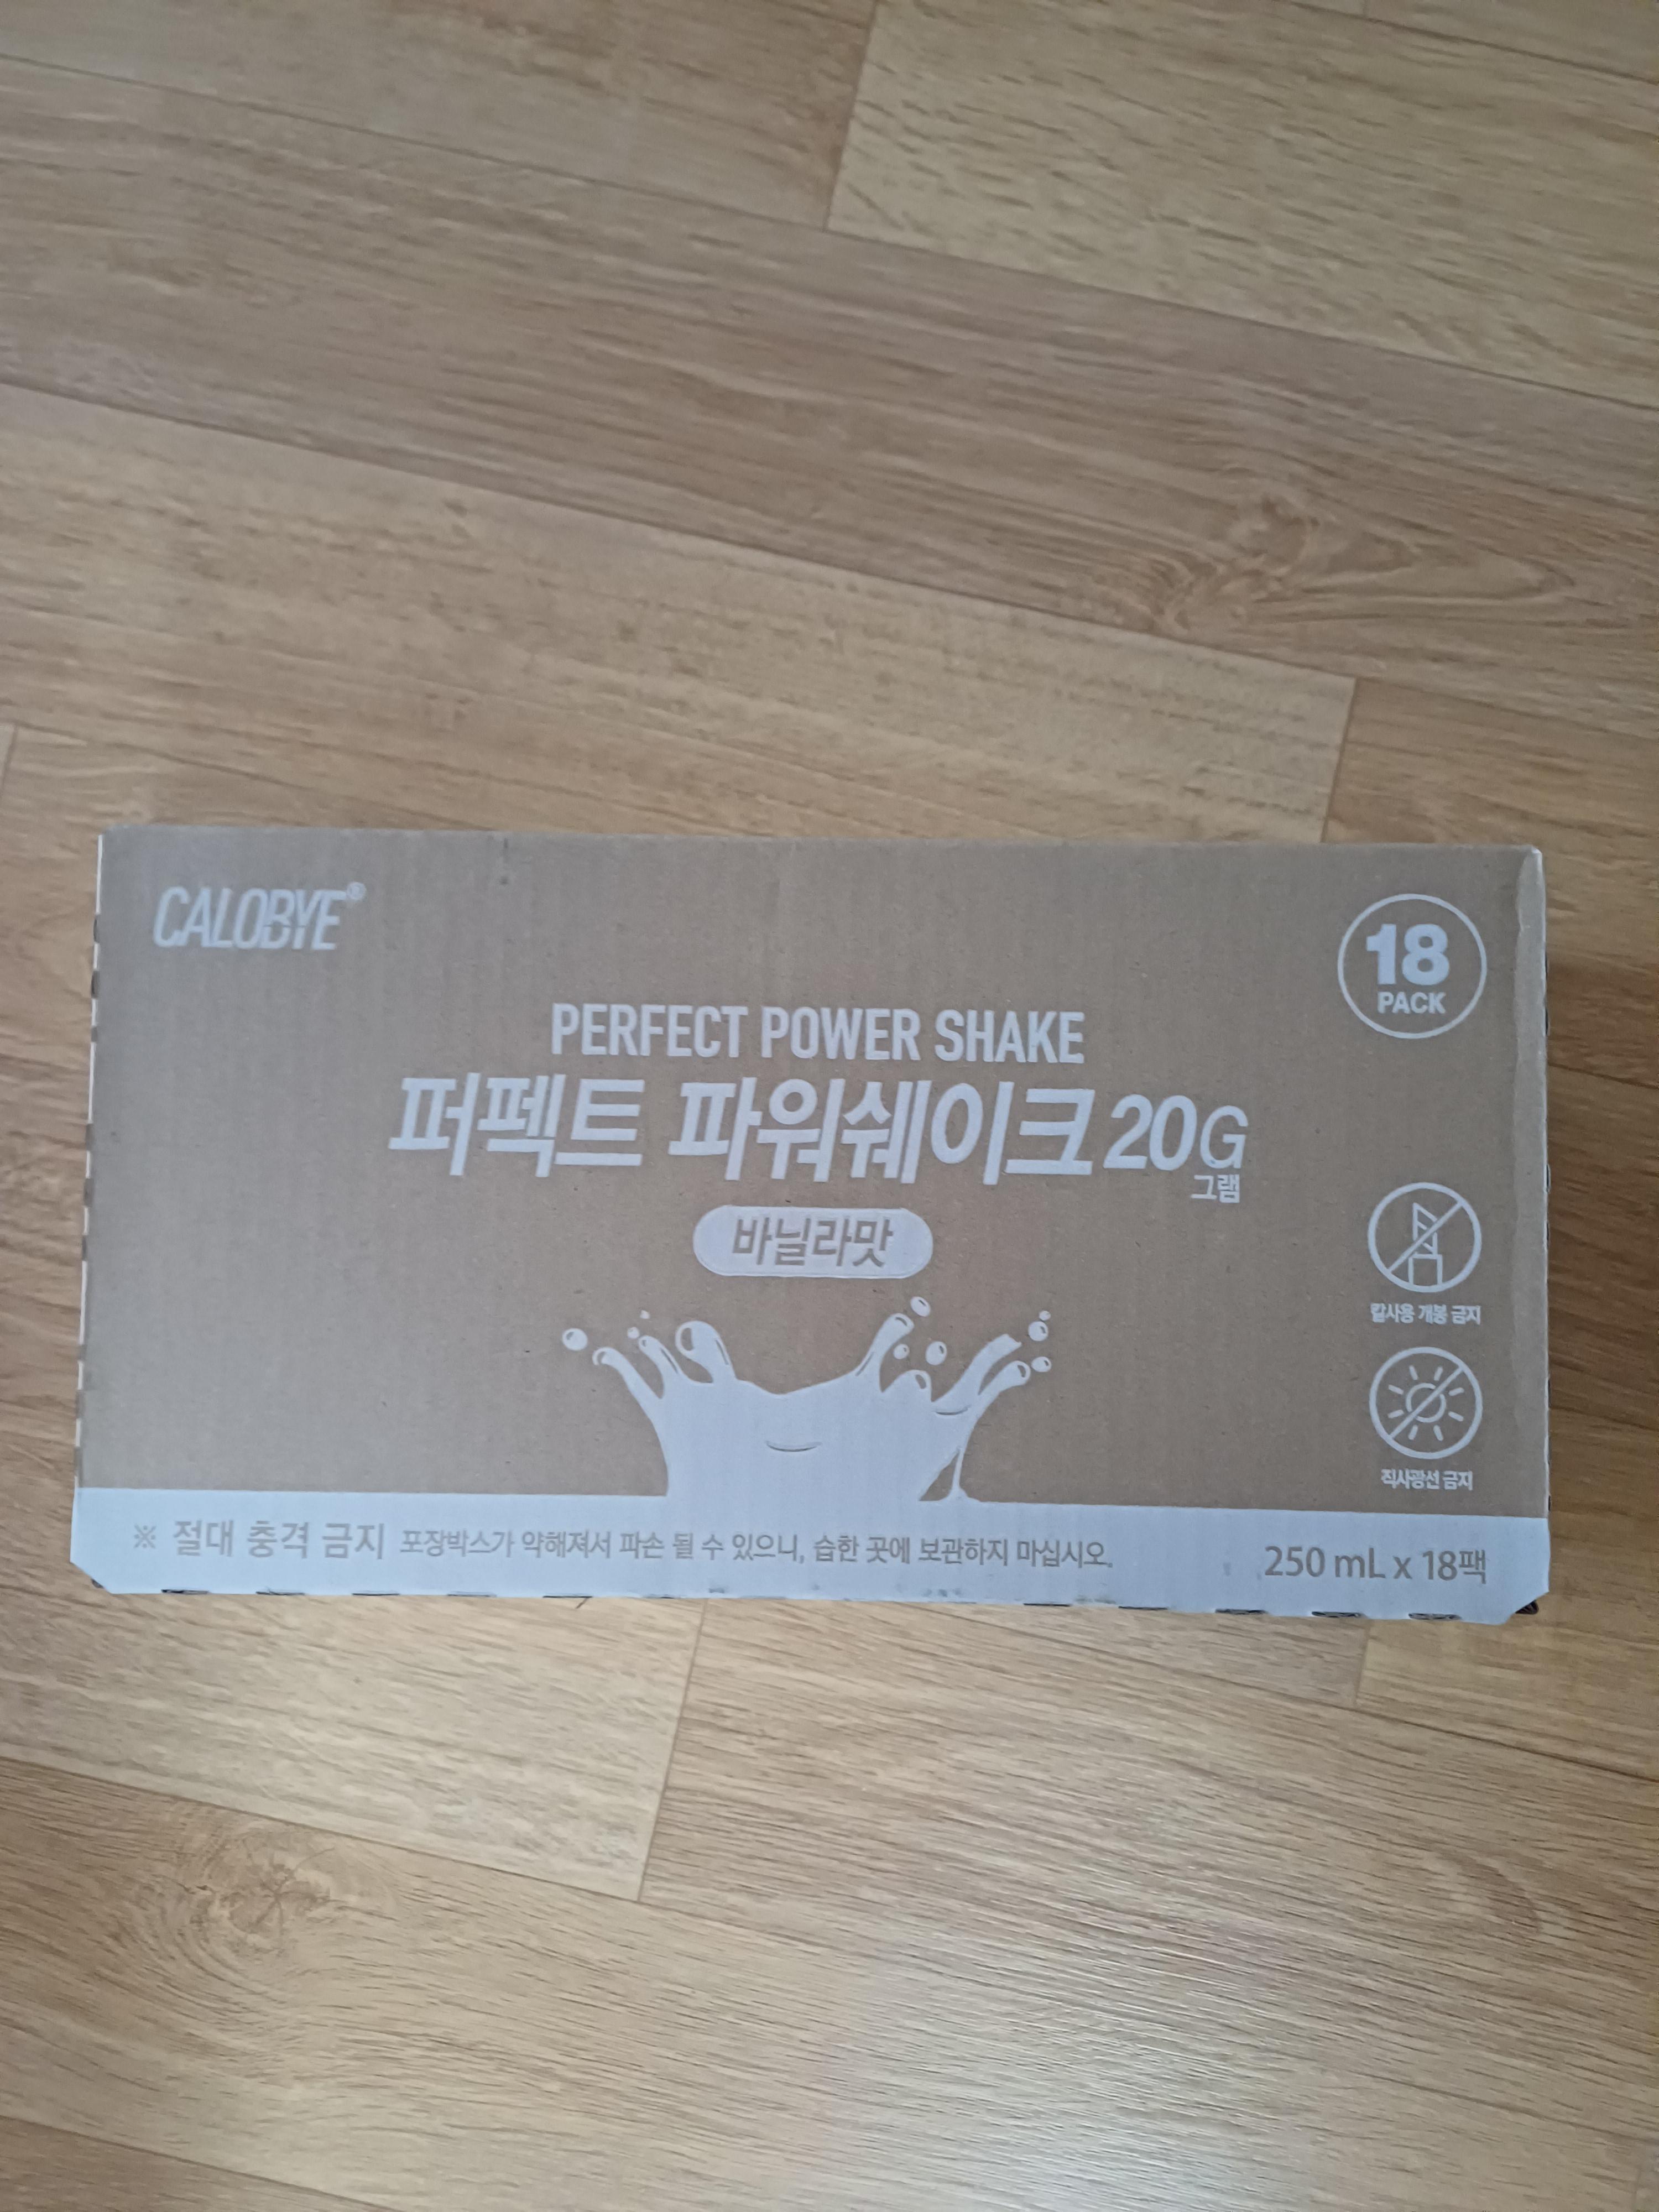 CALOBYE®
18
PACK
PERFECT POWER SHAKE
퍼펙트 파워쉐이크 20G
그램
바닐라맛
칼사용 개봉 금지
직사광선 금지
※ 절대 충격 금지 포장박스가 약해져서 파손 될 수 있으니, 습한 곳에 보관하지 마십시오.
250 mL x 18팩